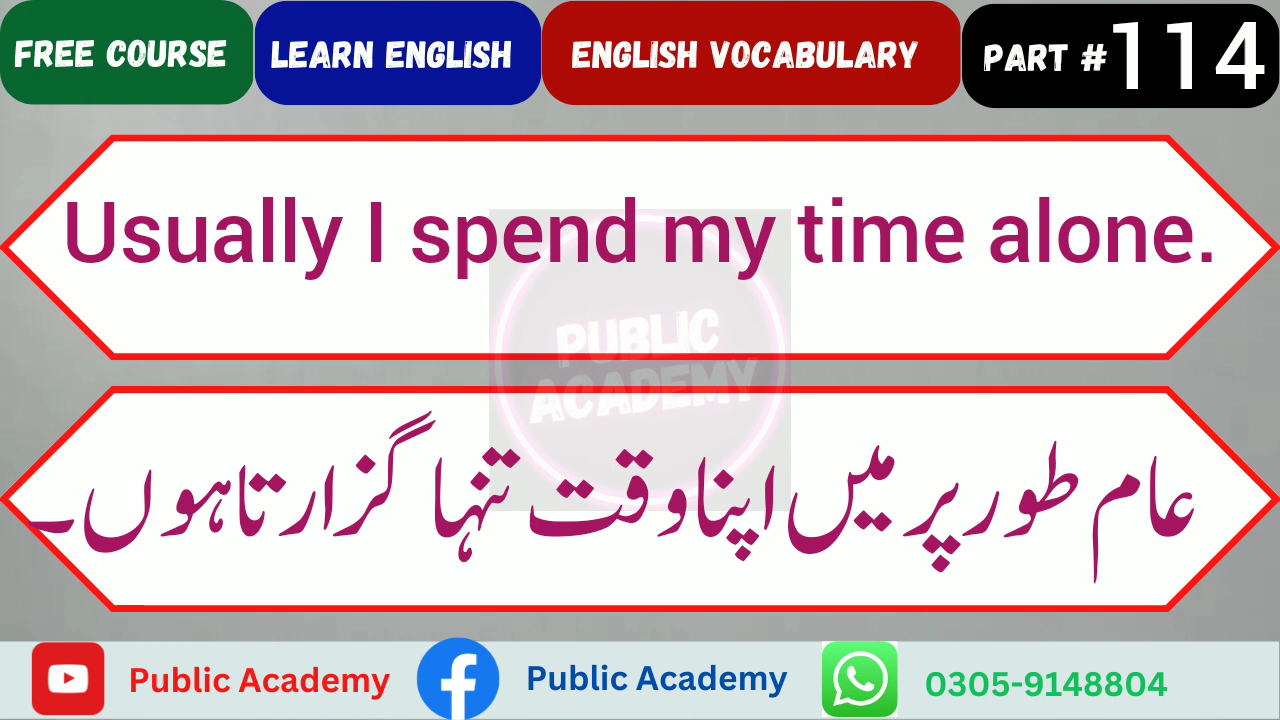 FREE COURSE
LEARN ENGLISH
ENGLISH VOCABULARY
PART #114
Usually I spend my time alone.
PUBLIC
ACADEMY
عام طور پر میں اپنا وقت تنہا گزارتا ہوں۔
Public Academy
Public Academy
0305-9148804